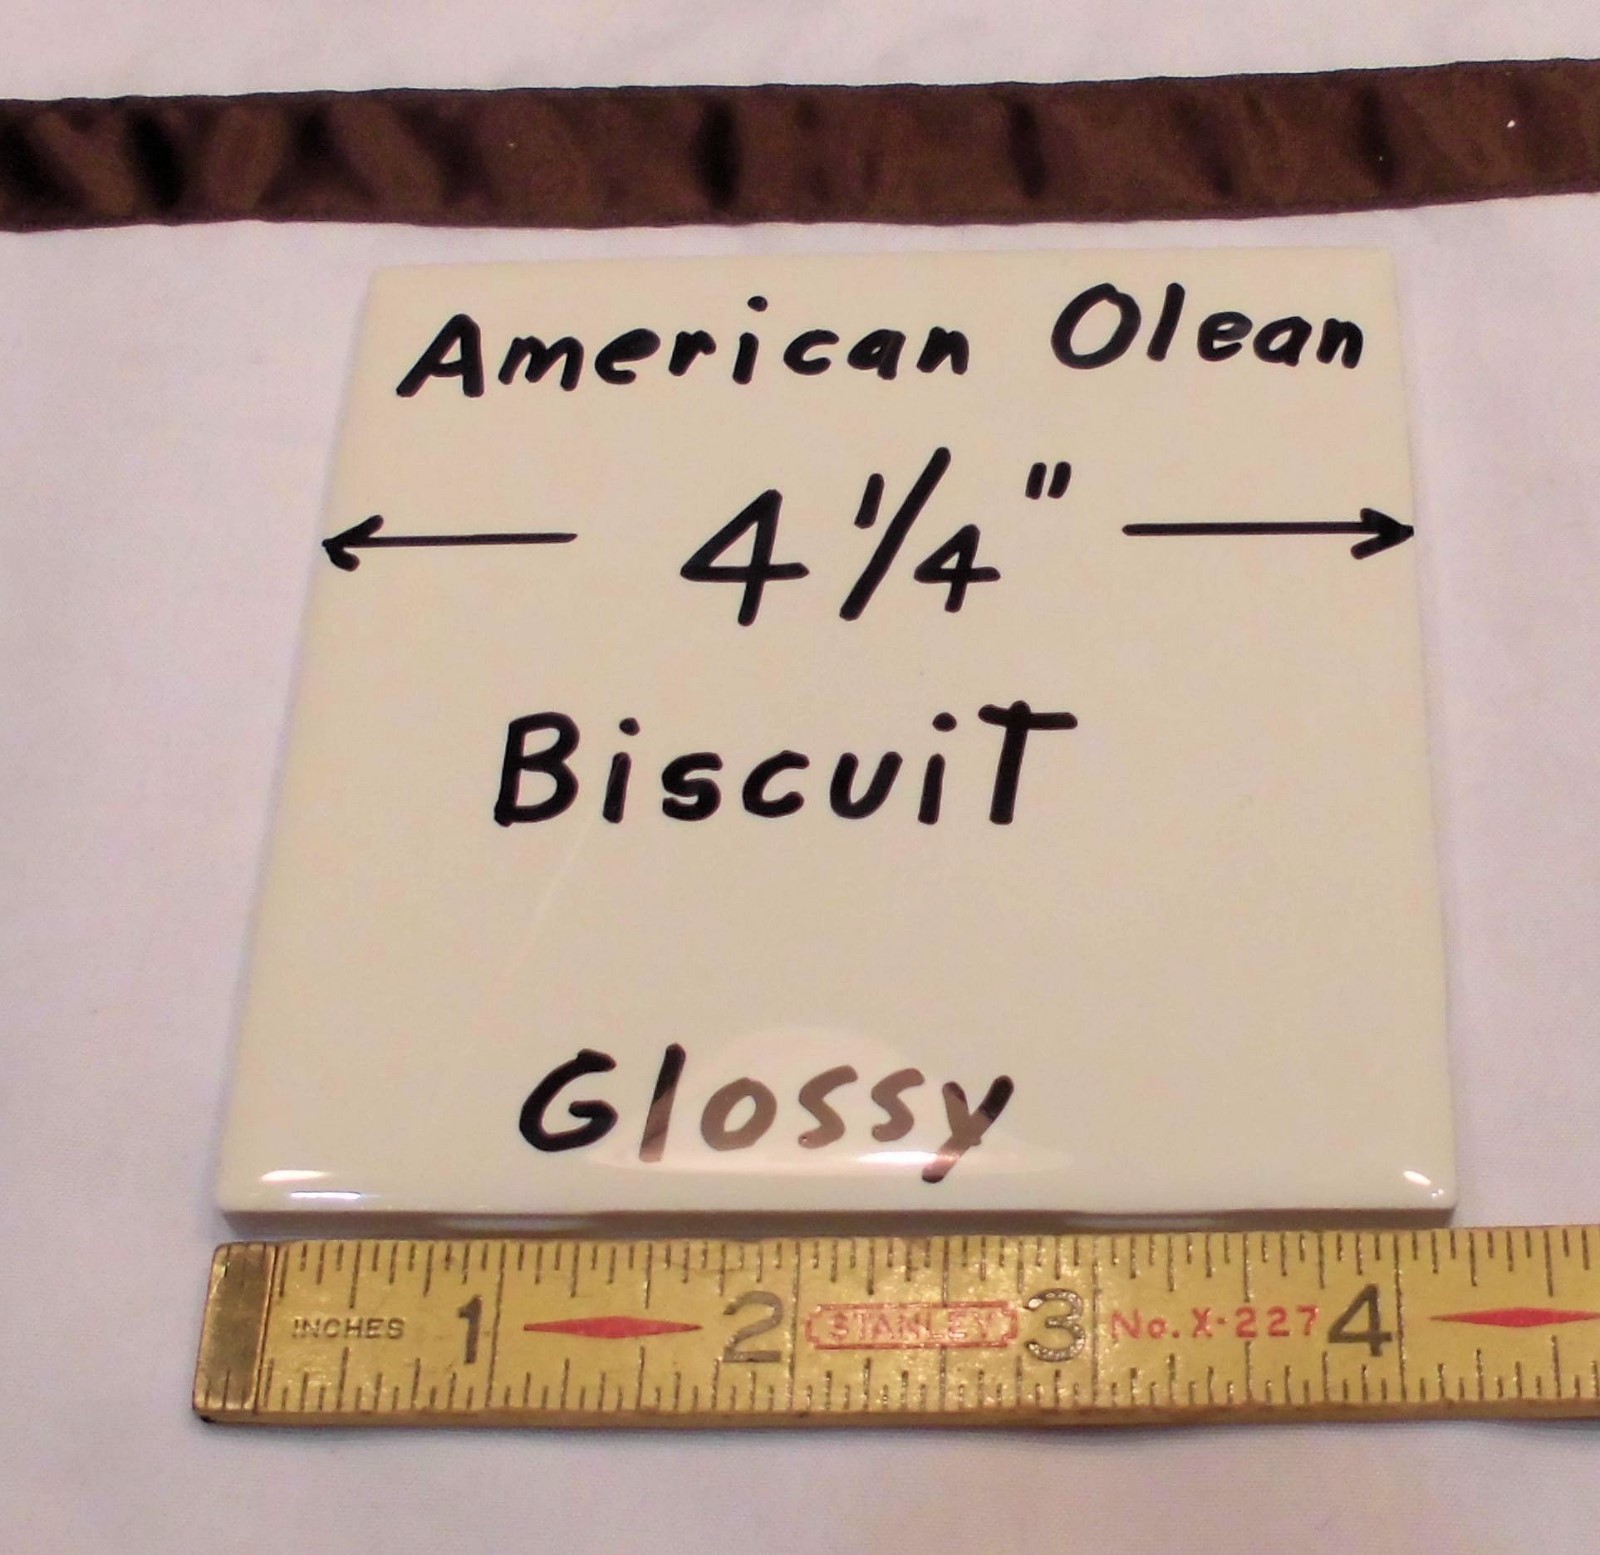 American Olean
4 1/4"
BiscuiT
Glossy
INCHES 1 2 STANLEY 3 No. X-227 4